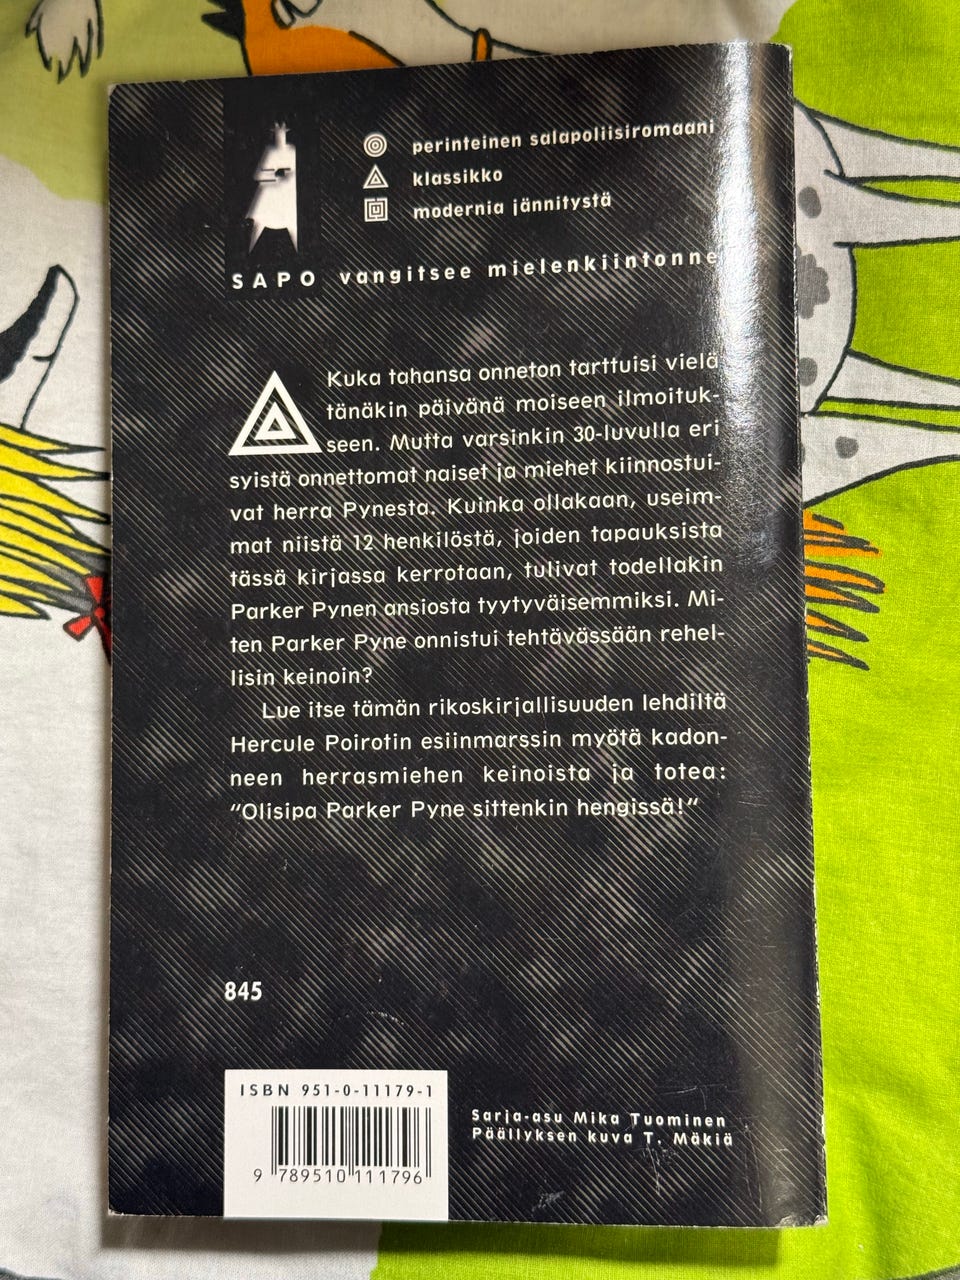 perinteinen salapoliisiromaani
klassikko
modernia jännitystä
SAPO vangitsee mielenkiintonne
Kuka tahansa onneton tarttuisi vielä
tänäkin päivänä moiseen ilmoituk-
seen. Mutta varsinkin 30-luvulla eri
syistä onnettomat naiset ja miehet kiinnostui-
vat herra Pynesta. Kuinka ollakaan, useim-
mat niistä 12 henkilöstä, joiden tapauksista
tässä kirjassa kerrotaan, tulivat todellakin
Parker Pynen ansiosta tyytyväisemmiksi. Mi-
ten Parker Pyne onnistui tehtävässään rehel-
lisin keinoin?
Lue itse tämän rikoskirjallisuuden lehdiltä
Hercule Poirotin esiinmarssin myötä kadon-
neen herrasmiehen keinoista ja totea:
“Olisipa Parker Pyne sittenkin hengissä!“
845
ISBN 951-0-11179-1
9 789510 111796
Sarja-asu Mika Tuominen
Päällyksen kuva T. Mäkiä